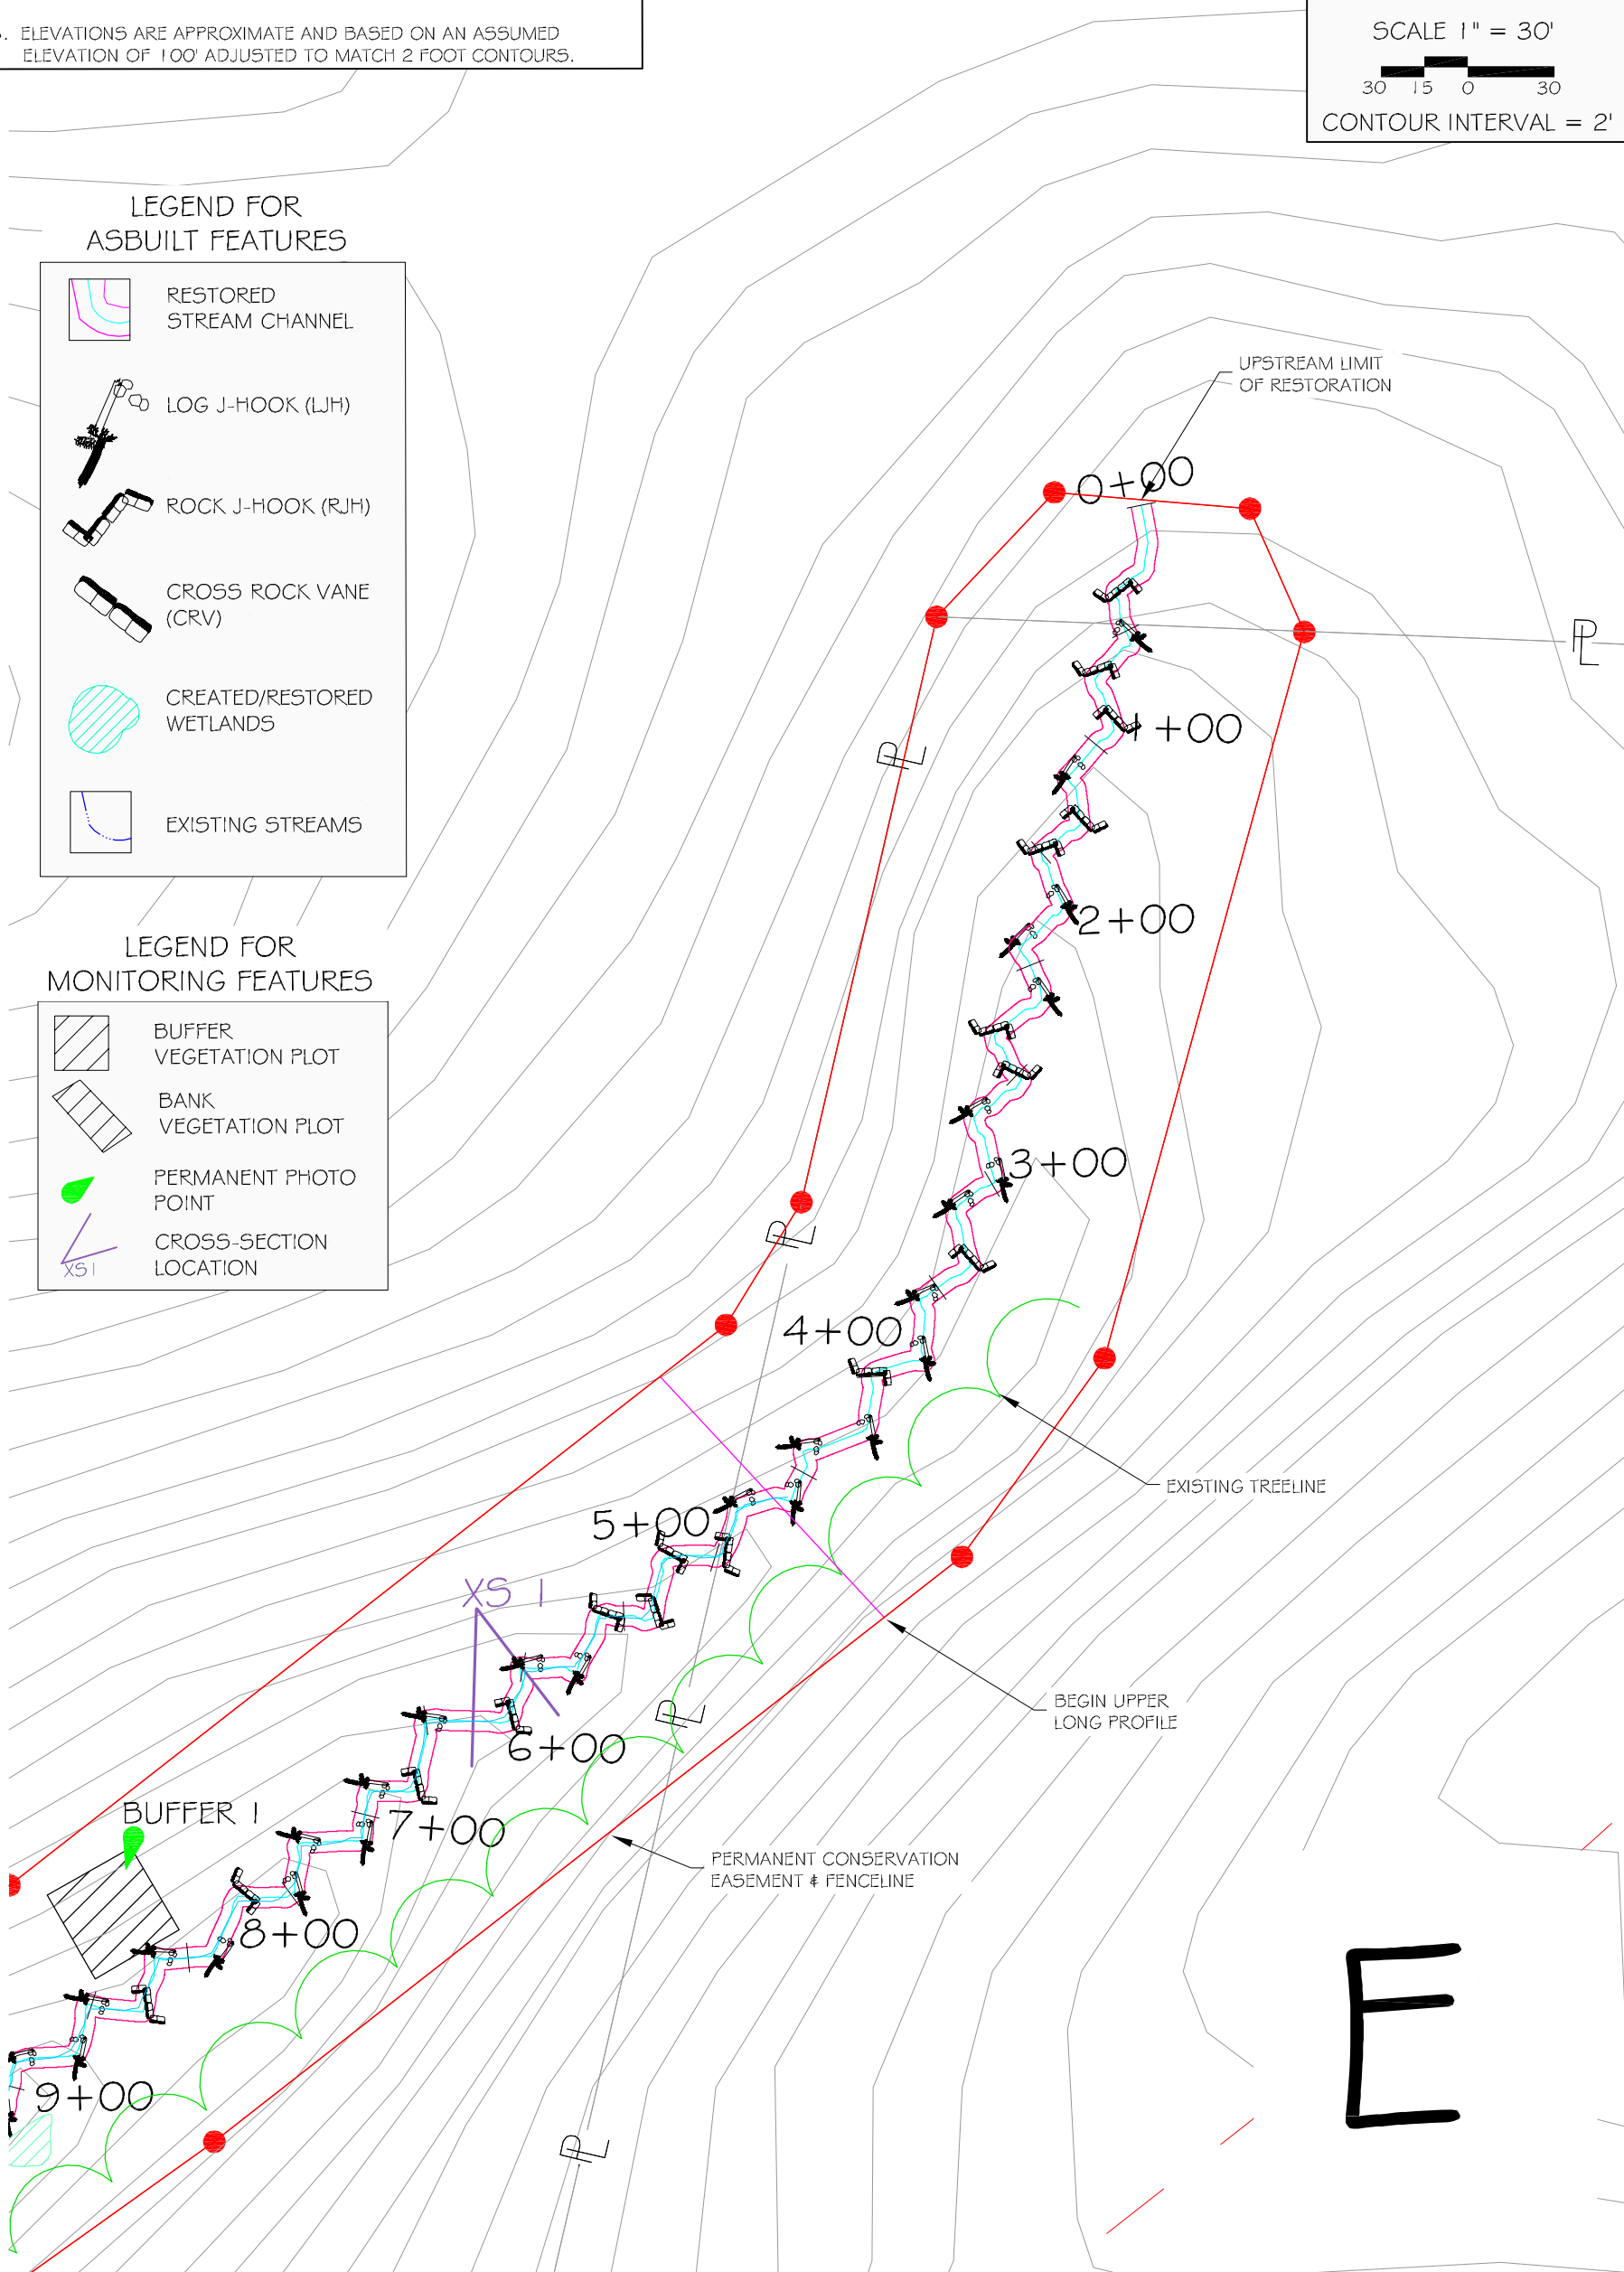 ELEVATIONS ARE APPROXIMATE AND BASED ON AN ASSUMED
ELEVATION OF 100' ADJUSTED TO MATCH 2 FOOT CONTOURS.
SCALE 1" = 30'
30 15 0 30
CONTOUR INTERVAL = 2'
LEGEND FOR
ASBUILT FEATURES
RESTORED
STREAM CHANNEL
LOG J-HOOK (LJH)
ROCK J-HOOK (RJH)
CROSS ROCK VANE
(CRV)
CREATED/RESTORED
WETLANDS
EXISTING STREAMS
LEGEND FOR
MONITORING FEATURES
BUFFER
VEGETATION PLOT
BANK
VEGETATION PLOT
PERMANENT PHOTO
POINT
CROSS-SECTION
LOCATION
XS1
UPSTREAM LIMIT
OF RESTORATION
0+00
PL
1+00
PL
2+00
3+00
PL
4+00
EXISTING TREELINE
5+00
XS 1
BEGIN UPPER
LONG PROFILE
PL
6+00
BUFFER 1
7+00
PERMANENT CONSERVATION
EASEMENT & FENCELINE
8+00
E
9+00
PL